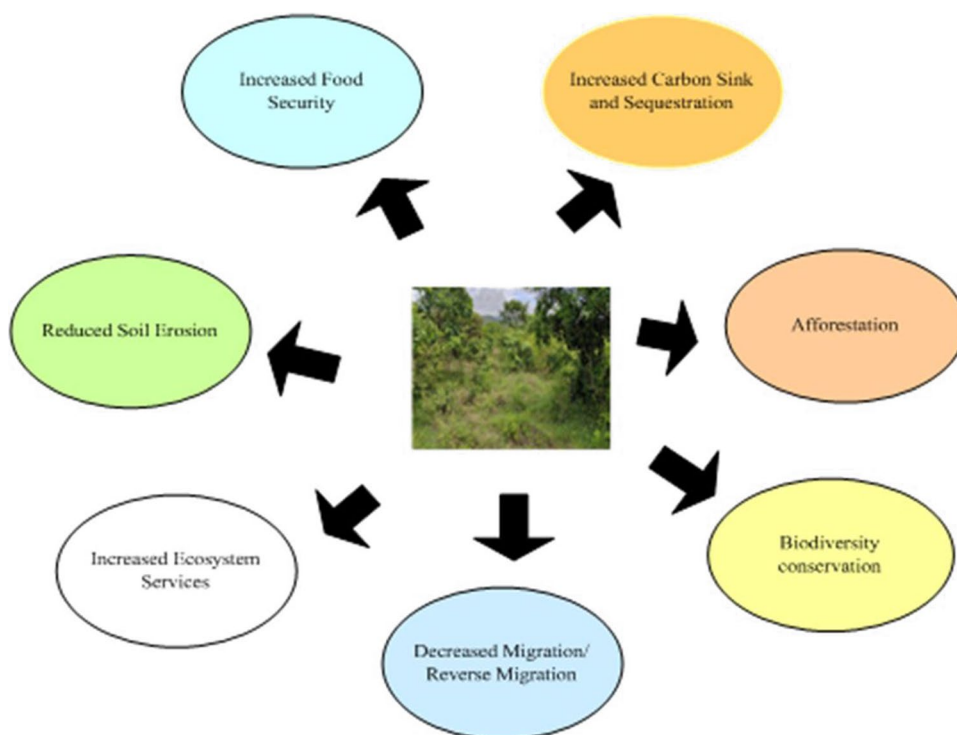 Increased Food
Security
Increased Carbon Sink
and Sequestration
Reduced Soil Erosion
Afforestation
Increased Ecosystem
Services
Biodiversity
conservation
Decreased Migration/
Reverse Migration